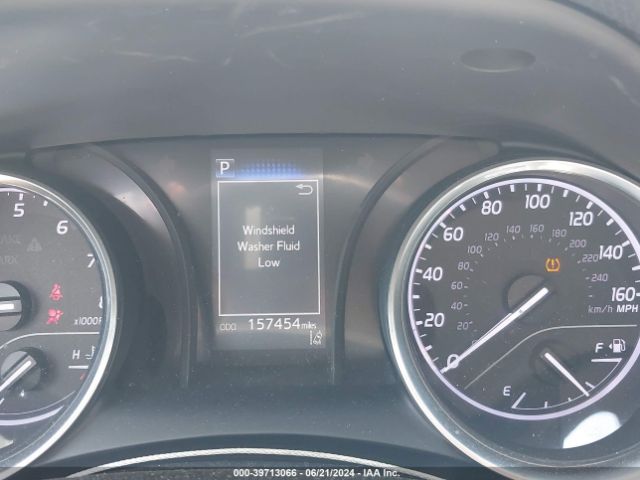 P
Windshield
Washer Fluid
Low
ODO 157454 miles
5
6
7
8
x1000r
H
0
20
40
60
80
100
120
140
160
km/h MPH
20
40
60
80
100
120
140
160
180
200
220
240
E
F
000-39713066 - 06/21/2024 - IAA Inc.